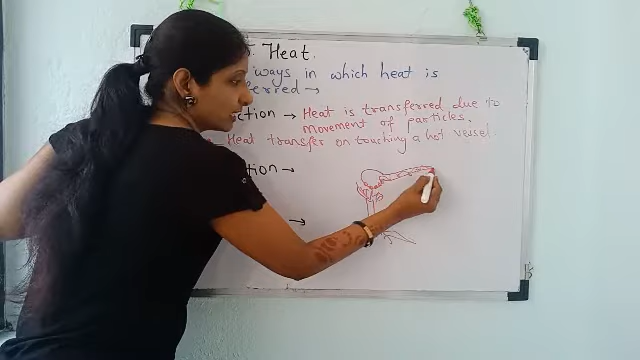 Heat.
ways in which heat is
erred →
ction → Heat is transferred due to
movement of particles.
Heat transfer on touching a hot vessel.
tion →
→